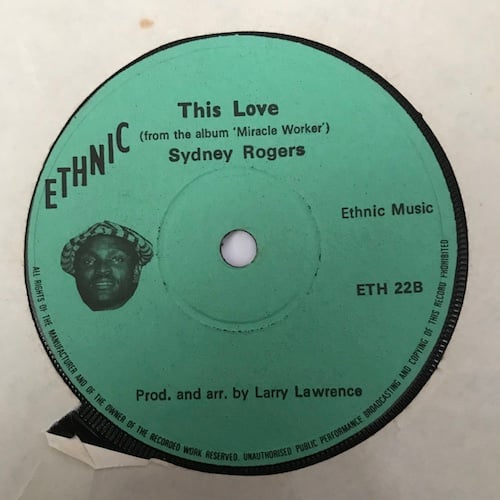 ETHNIC
This Love
(from the album 'Miracle Worker')
Sydney Rogers
Ethnic Music
ETH 22B
Prod. and arr. by Larry Lawrence
ALL RIGHTS OF THE MANUFACTURER AND OF THE OWNER OF THE RECORDED WORK RESERVED. UNAUTHORISED PUBLIC PERFORMANCE, BROADCASTING AND COPYING OF THIS RECORD PROHIBITED